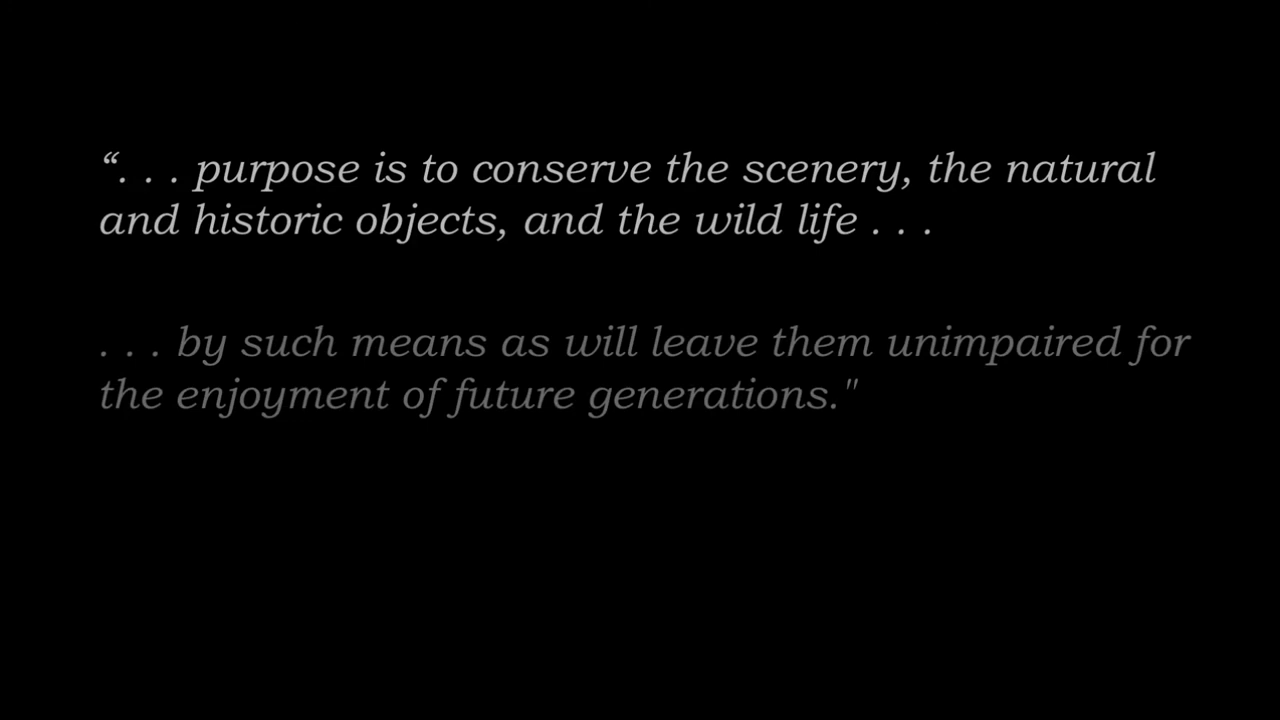 “. . . purpose is to conserve the scenery, the natural
and historic objects, and the wild life . . .
. . . by such means as will leave them unimpaired for
the enjoyment of future generations."